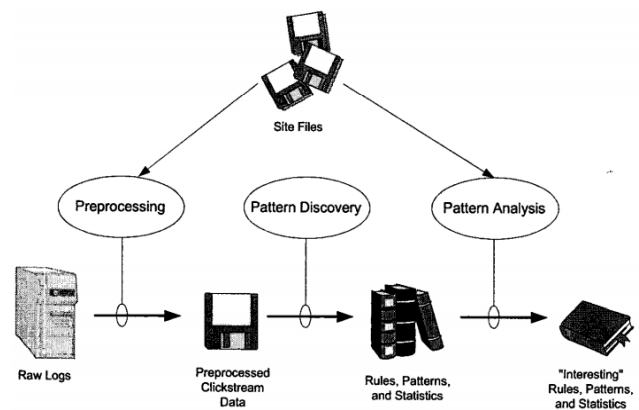 Site Files
Preprocessing
Pattern Discovery
Pattern Analysis
Raw Logs
Preprocessed
Clickstream
Data
Rules, Patterns,
and Statistics
"Interesting"
Rules, Patterns,
and Statistics